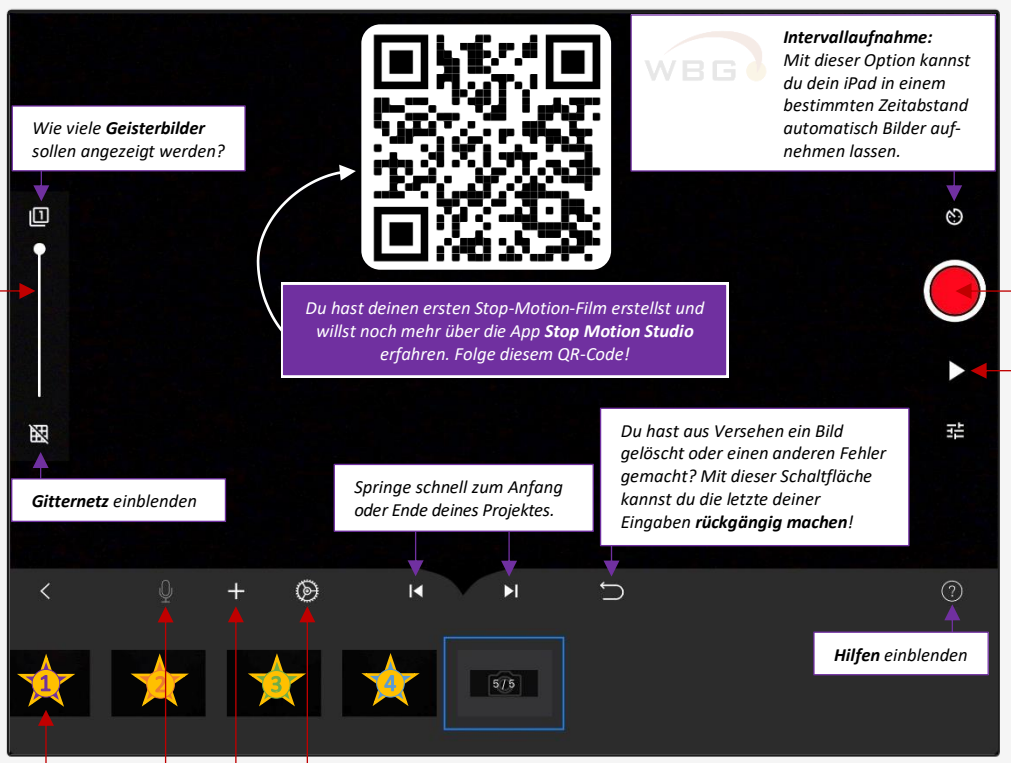 WBG
Intervallaufnahme:
Mit dieser Option kannst
du dein iPad in einem
bestimmten Zeitabstand
automatisch Bilder auf-
nehmen lassen.
Wie viele Geisterbilder
sollen angezeigt werden?
1
Du hast deinen ersten Stop-Motion-Film erstellst und
willst noch mehr über die App Stop Motion Studio
erfahren. Folge diesem QR-Code!
Gitternetz einblenden
Springe schnell zum Anfang
oder Ende deines Projektes.
Du hast aus Versehen ein Bild
gelöscht oder einen anderen Fehler
gemacht? Mit dieser Schaltfläche
kannst du die letzte deiner
Eingaben rückgängig machen!
?
Hilfen einblenden
1
2
3
4
5/5